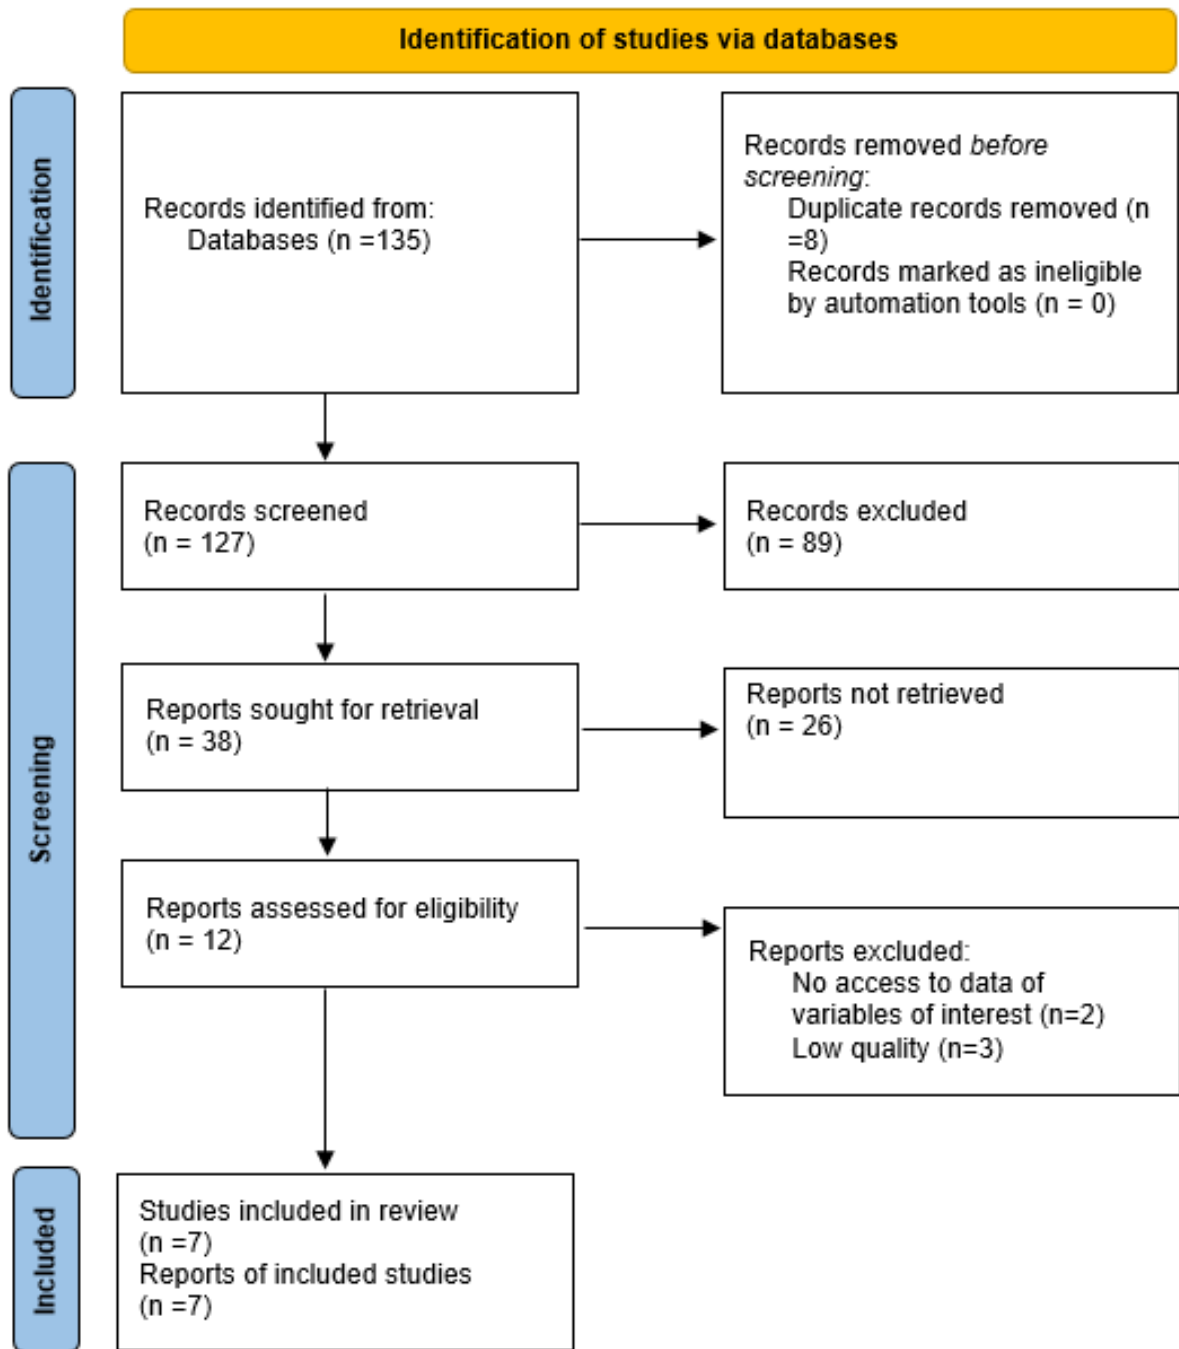 Identification of studies via databases
Identification
Records identified from:
Databases (n =135)
Records removed before
screening:
Duplicate records removed (n
=8)
Records marked as ineligible
by automation tools (n = 0)
Screening
Records screened
(n = 127)
Records excluded
(n = 89)
Reports sought for retrieval
(n = 38)
Reports not retrieved
(n = 26)
Reports assessed for eligibility
(n = 12)
Reports excluded:
No access to data of
variables of interest (n=2)
Low quality (n=3)
Included
Studies included in review
(n =7)
Reports of included studies
(n =7)